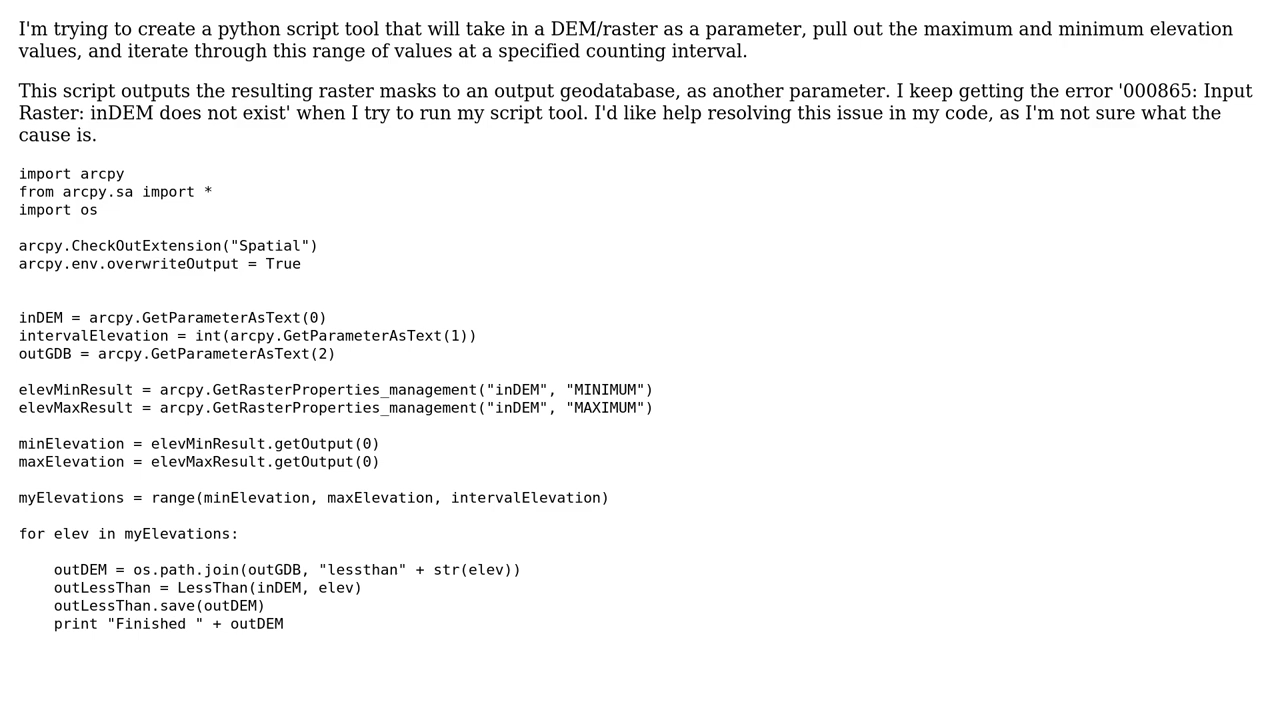 I'm trying to create a python script tool that will take in a DEM/raster as a parameter, pull out the maximum and minimum elevation
values, and iterate through this range of values at a specified counting interval.
This script outputs the resulting raster masks to an output geodatabase, as another parameter. I keep getting the error '000865: Input
Raster: inDEM does not exist' when I try to run my script tool. I'd like help resolving this issue in my code, as I'm not sure what the
cause is.
import arcpy
from arcpy.sa import *
import os
arcpy.CheckOutExtension("Spatial")
arcpy.env.overwriteOutput = True
inDEM = arcpy.GetParameterAsText(0)
intervalElevation = int(arcpy.GetParameterAsText(1))
outGDB = arcpy.GetParameterAsText(2)
elevMinResult = arcpy.GetRasterProperties_management("inDEM", "MINIMUM")
elevMaxResult = arcpy.GetRasterProperties_management("inDEM", "MAXIMUM")
minElevation = elevMinResult.getOutput(0)
maxElevation = elevMaxResult.getOutput(0)
myElevations = range(minElevation, maxElevation, intervalElevation)
for elev in myElevations:
    outDEM = os.path.join(outGDB, "lessthan" + str(elev))
    outLessThan = LessThan(inDEM, elev)
    outLessThan.save(outDEM)
    print "Finished " + outDEM